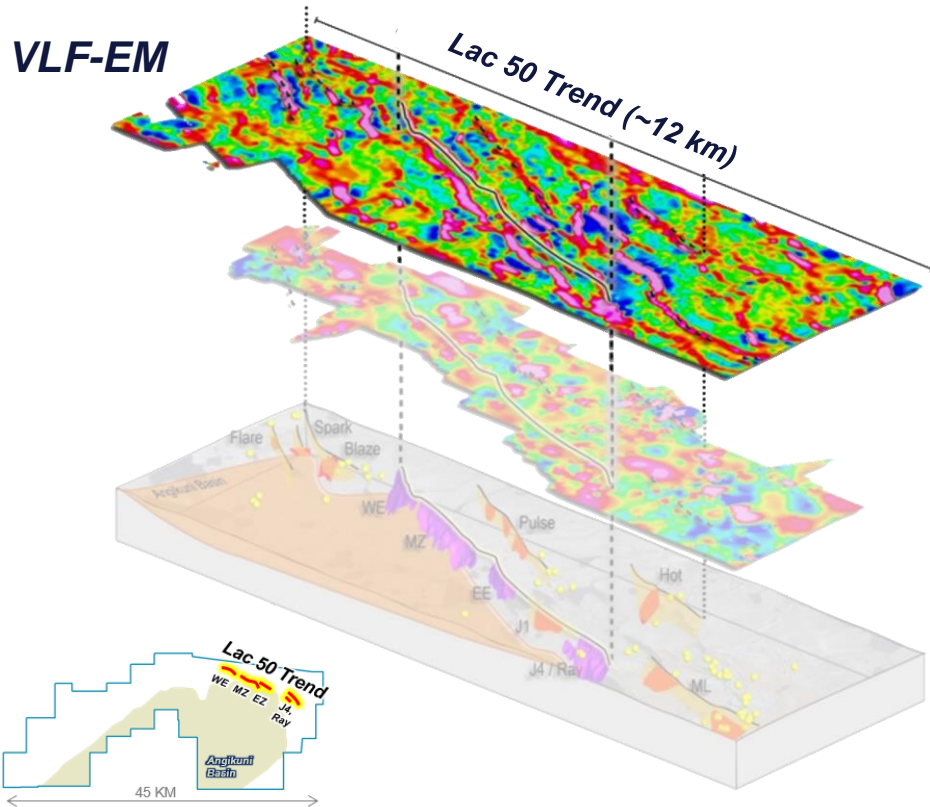 VLF-EM
Lac 50 Trend (~12 km)
Flare
Spark
Blaze
Angikuni Basin
WE
MZ
Pulse
EE
Hot
J1
J4 / Ray
ML
Lac 50 Trend
WE
MZ
EZ
J4,
Ray
Angikuni
Basin
45 KM